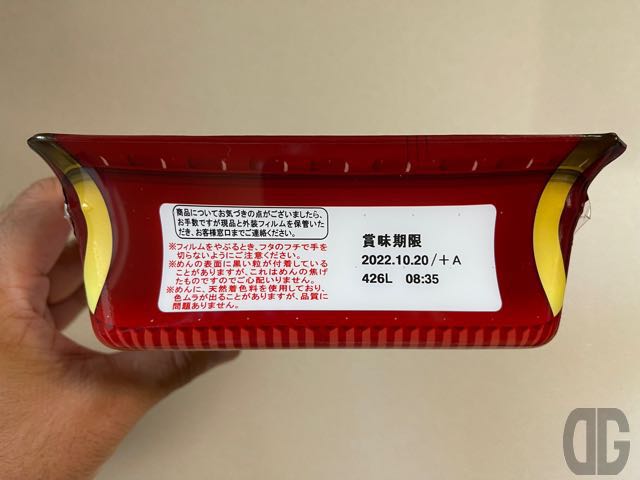 商品についてお気づきの点がございましたら、
お手数ですが現品と外装フィルムを保管いた
だき、お客様窓口までご連絡ください。
※フィルムをやぶるとき、フタのフチで手を
切らないようにご注意ください。
※めんの表面に黒い粒が付着している
ことがありますが、これはめんの焦げ
たものですのでご心配いりません。
※めんに、天然着色料を使用しており、
色ムラが出ることがありますが、品質に
問題ありません。
賞味期限
2022.10.20/+A
426L 08:35
DG